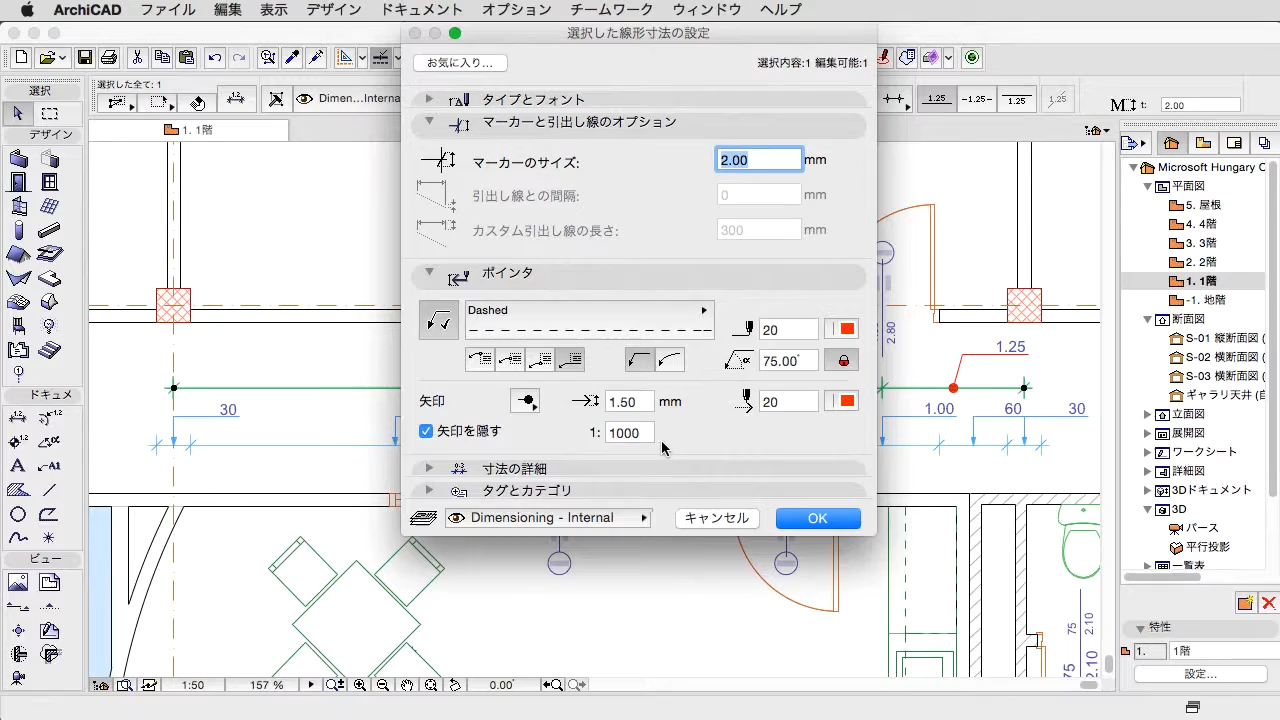 ArchiCAD ファイル 編集 表示 デザイン ドキュメント オプション チームワーク ウィンドウ ヘルプ
選択した線形寸法の設定
お気に入り...
選択内容:1 編集可能:1
選択
選択した全て: 1
Dimen...Internal
1.25
1.25
1.25
1.25
t:
2.00
デザイン
1. 1階
タイプとフォント
マーカーと引出し線のオプション
マーカーのサイズ:
2.00
mm
引出し線との間隔:
0
mm
カスタム引出し線の長さ:
300
mm
ポインタ
Dashed
20
75.00°
矢印
1.50
mm
20
矢印を隠す
1:
1000
寸法の詳細
タグとカテゴリ
Dimensioning - Internal
キャンセル
OK
ドキュメ
A
A1
ビュー
30
2.80
1.25
1.00
60
30
75
2.10
75
2.10
Microsoft Hungary C
平面図
5. 屋根
4. 4階
3. 3階
2. 2階
1. 1階
-1. 地階
断面図
S-01 縦断面図 (
S-02 横断面図 (
S-03 横断面図 (
ギャラリ天井 (自
立面図
展開図
ワークシート
詳細図
3Dドキュメント
3D
パース
平行投影
一覧表
特性
1.
1階
設定...
1:50
157 %
0.00°